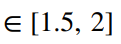 ∈ [1.5, 2]